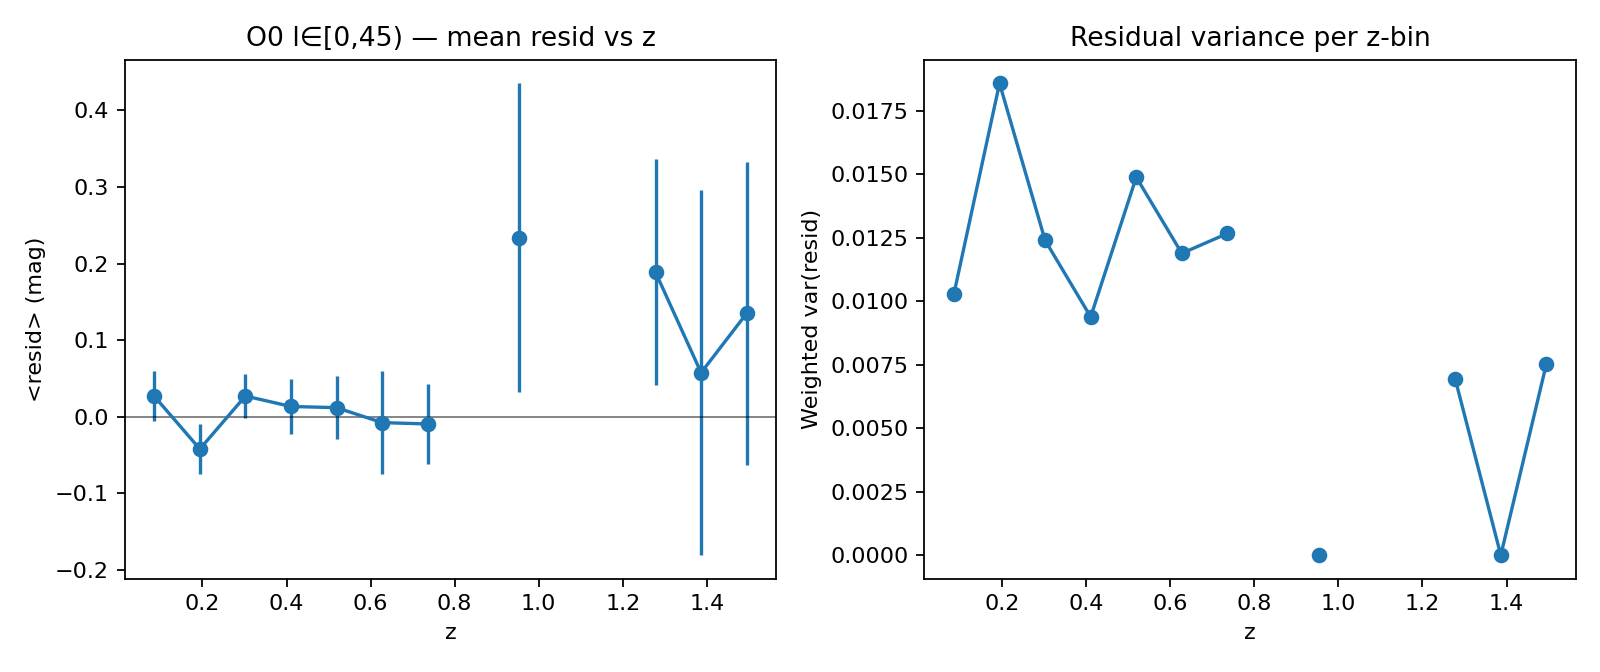 O0 l∈[0,45) — mean resid vs z
<resid> (mag)
0.4
0.3
0.2
0.1
0.0
−0.1
−0.2
0.2 0.4 0.6 0.8 1.0 1.2 1.4
z
Residual variance per z-bin
Weighted var(resid)
0.0175
0.0150
0.0125
0.0100
0.0075
0.0050
0.0025
0.0000
0.2 0.4 0.6 0.8 1.0 1.2 1.4
z